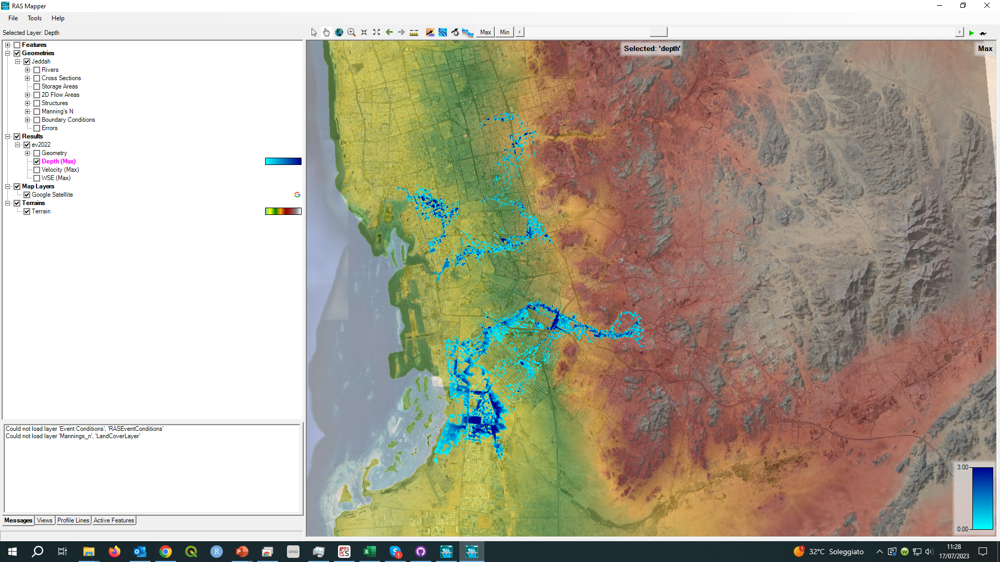 RAS Mapper
File Tools Help
Selected Layer: Depth
Max Min
Features
Geometries
Jeddah
Rivers
Cross Sections
Storage Areas
2D Flow Areas
Structures
Manning's N
Boundary Conditions
Errors
Results
ev2022
Geometry
Depth (Max)
Velocity (Max)
WSE (Max)
Map Layers
Google Satellite
Terrains
Terrain
Selected: 'depth'
Max
3.00
0.00
Could not load layer 'Event Conditions', 'RASEventConditions'
Could not load layer 'Mannings_n', 'LandCoverLayer'
Messages Views Profile Lines Active Features
32°C Soleggiato
11:28
17/07/2023